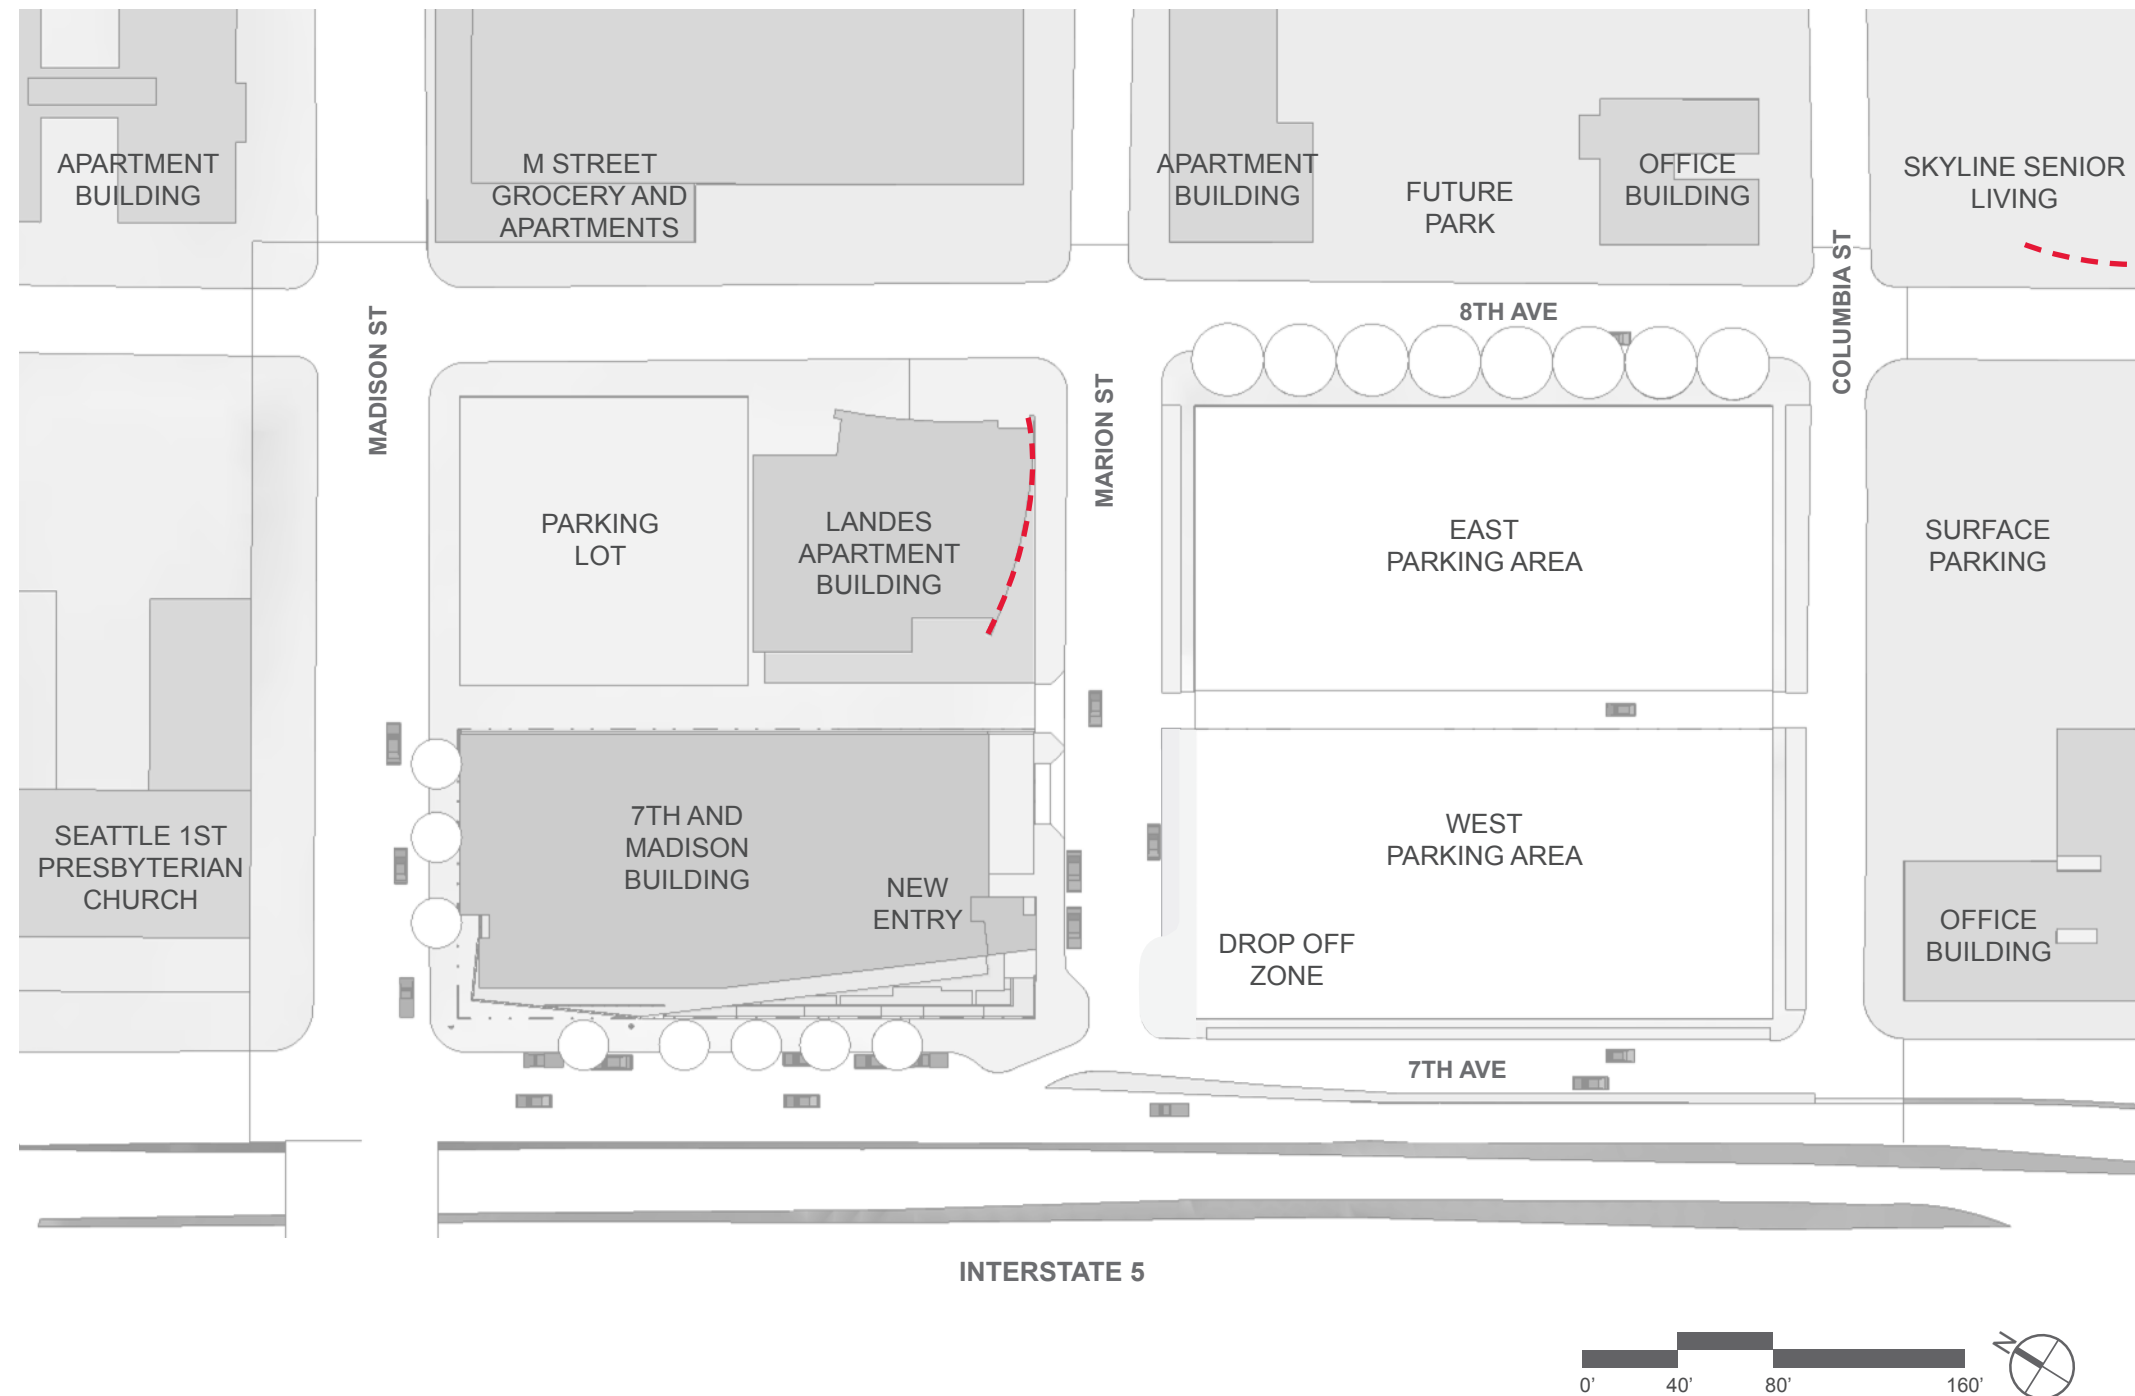 APARTMENT
BUILDING
M STREET
GROCERY AND
APARTMENTS
APARTMENT
BUILDING
FUTURE
PARK
OFFICE
BUILDING
SKYLINE SENIOR
LIVING
MADISON ST
8TH AVE
COLUMBIA ST
MARION ST
PARKING
LOT
LANDES
APARTMENT
BUILDING
EAST
PARKING AREA
SURFACE
PARKING
SEATTLE 1ST
PRESBYTERIAN
CHURCH
7TH AND
MADISON
BUILDING
NEW
ENTRY
WEST
PARKING AREA
DROP OFF
ZONE
OFFICE
BUILDING
7TH AVE
INTERSTATE 5
0' 40' 80' 160'
N